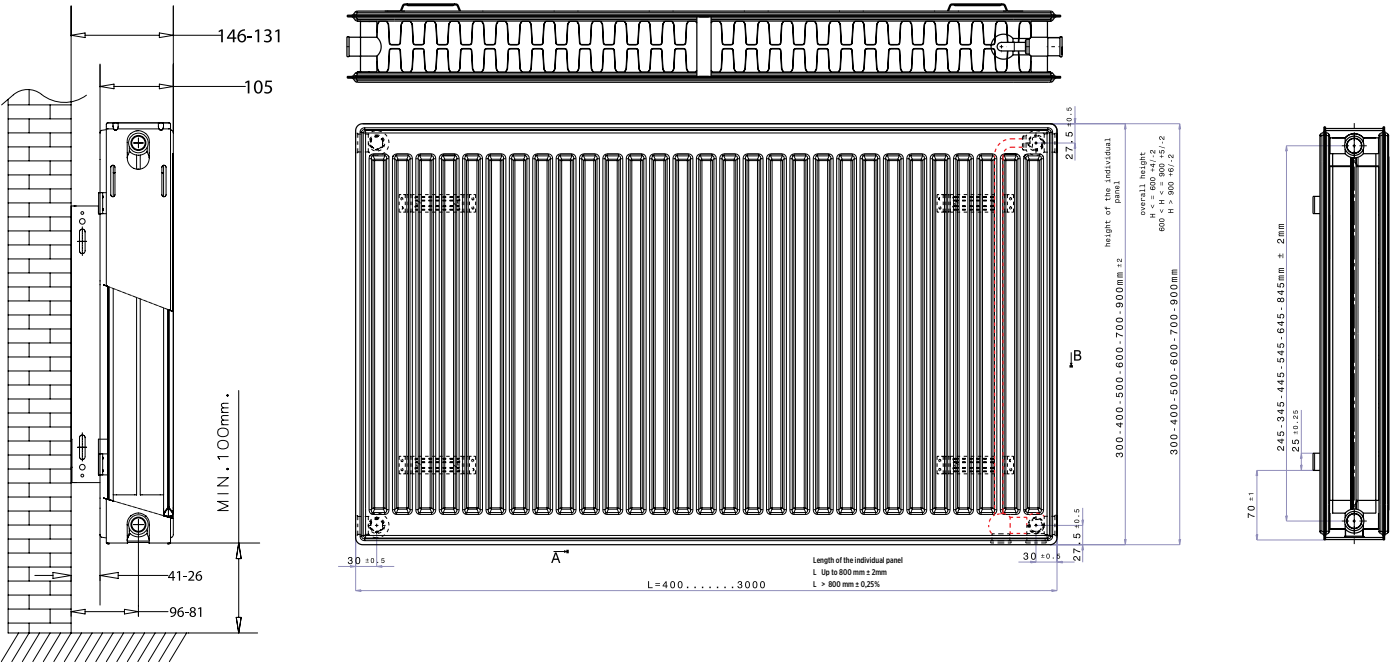 146-131
105
MIN. 100mm.
41-26
96-81
27.5 ±0.5
height of the individual
panel
300-400-500-600-700-900mm ±2
overall height
H <= 600 +4/-2
600 < H <= 900 +5/-2
H > 900 +6/-2
300-400-500-600-700-900mm
B
A
30 ±0.5
30 ±0.5
27.5 ±0.5
L=400.......3000
Length of the individual panel
L Up to 800 mm ± 2mm
L > 800 mm ± 0,25%
245-345-445-545-645-845mm ± 2mm
25 ±0.25
70 ±1